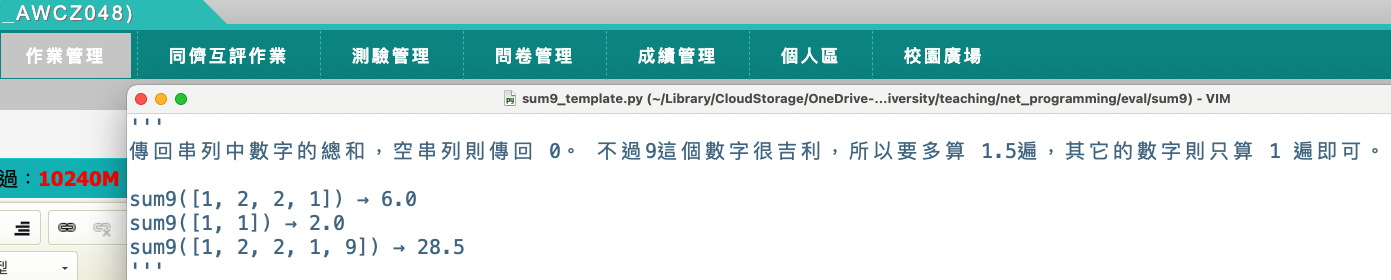 _AWCZ048)
作業管理 同儕互評作業 測驗管理 問卷管理 成績管理 個人區 校園廣場
sum9_template.py (~/Library/CloudStorage/OneDrive-...iversity/teaching/net_programming/eval/sum9) - VIM
'''
傳回串列中數字的總和，空串列則傳回 0。 不過9這個數字很吉利，所以要多算 1.5遍，其它的數字則只算 1 遍即可。
過：10240M
sum9([1, 2, 2, 1]) → 6.0
sum9([1, 1]) → 2.0
sum9([1, 2, 2, 1, 9]) → 28.5
'''
型